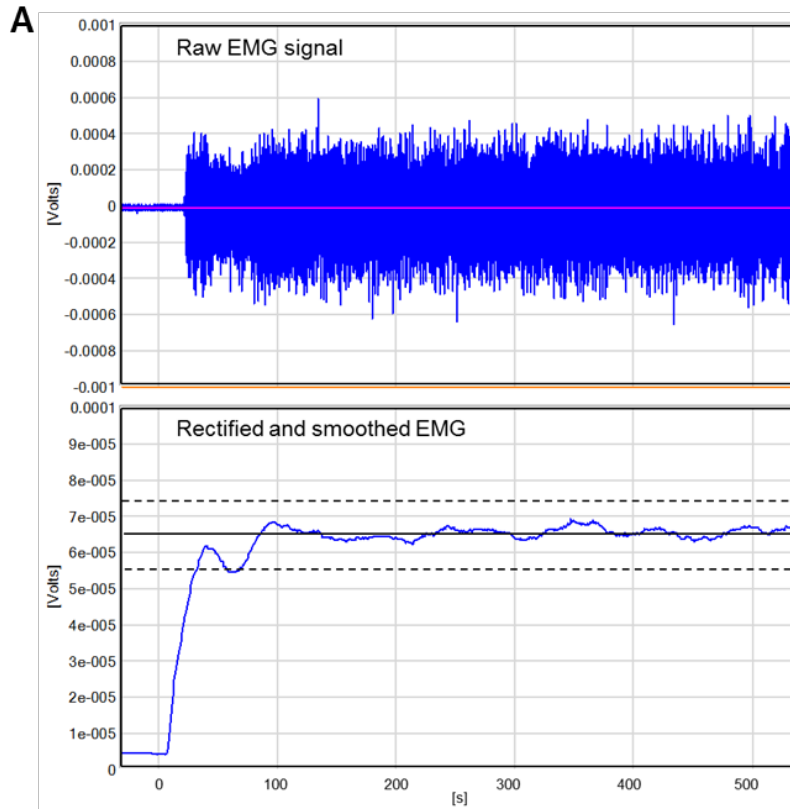 A
Raw EMG signal
0.001
0.0008
0.0006
0.0004
0.0002
0
-0.0002
-0.0004
-0.0006
-0.0008
-0.001
[Volts]
Rectified and smoothed EMG
0.0001
9e-005
8e-005
7e-005
6e-005
5e-005
4e-005
3e-005
2e-005
1e-005
0
[Volts]
0 100 200 300 400 500
[s]